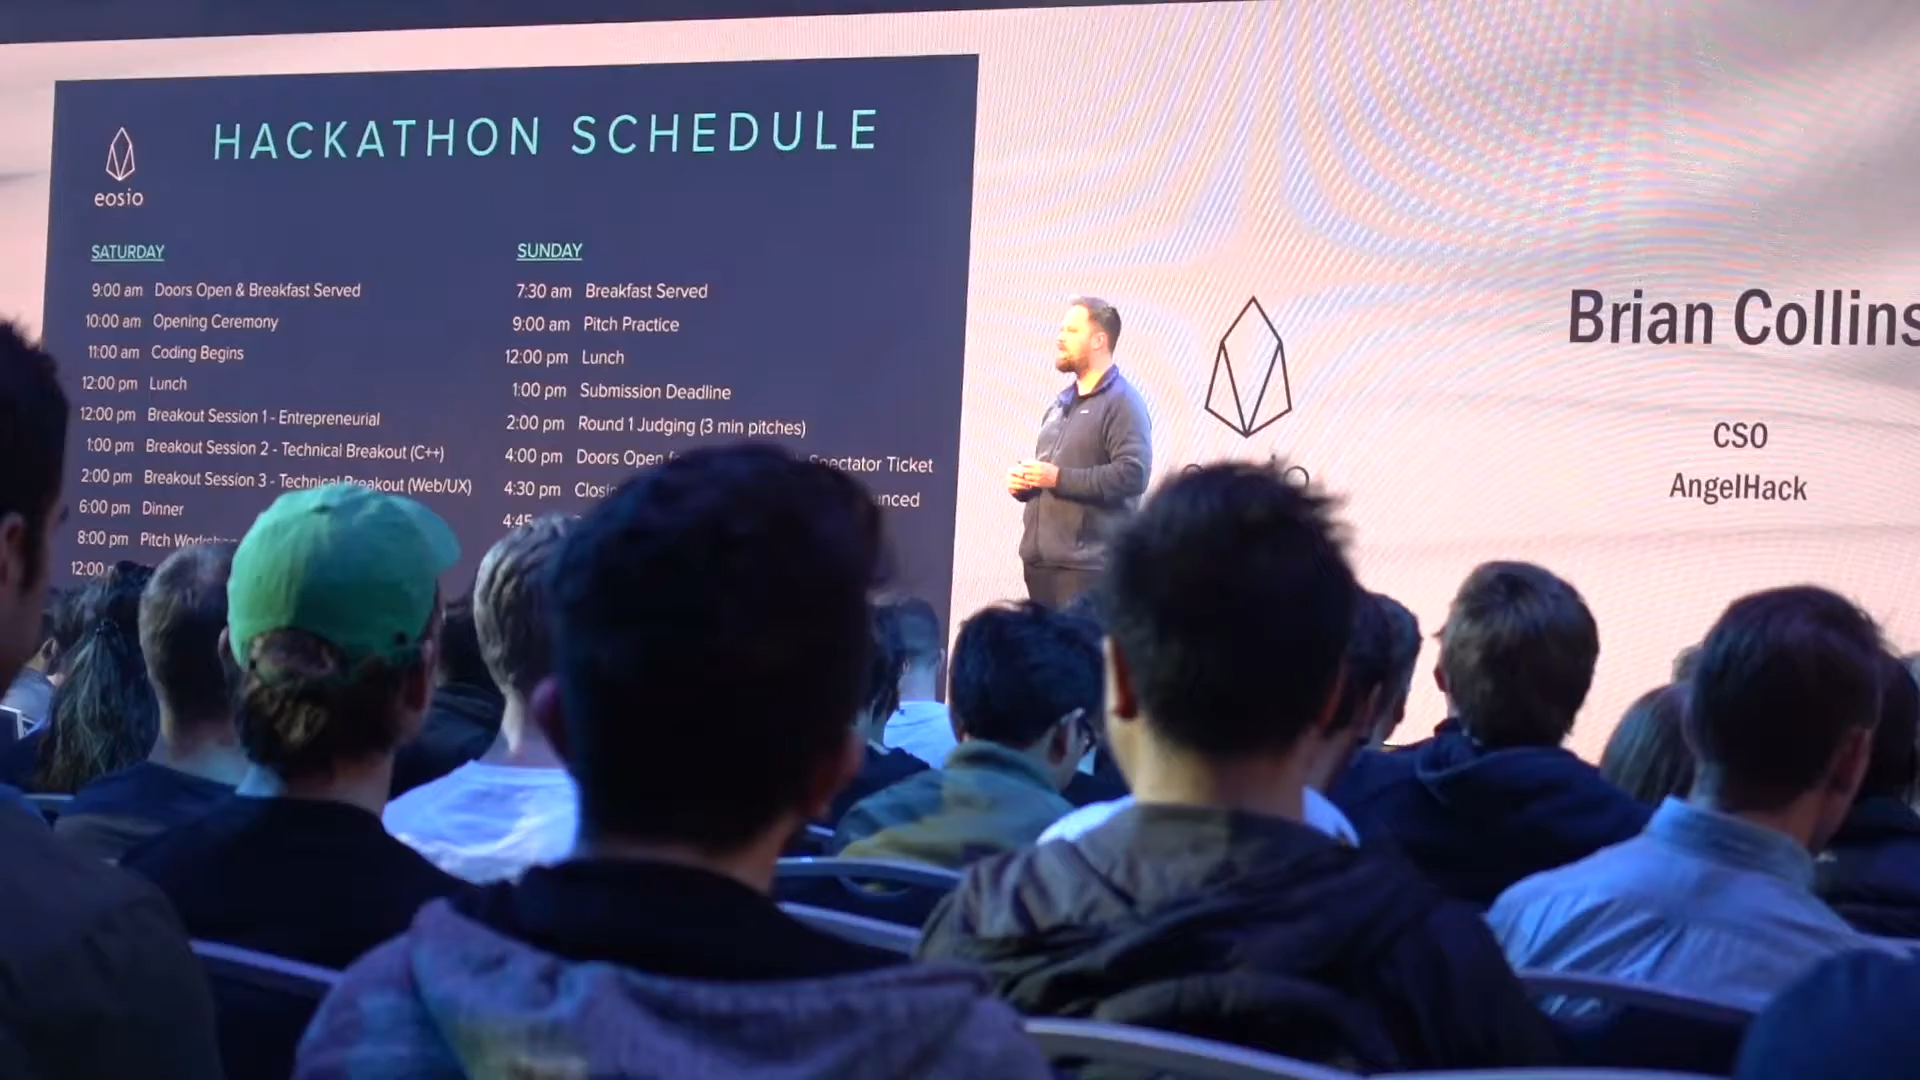 HACKATHON SCHEDULE
eosio
SATURDAY
9:00 am Doors Open & Breakfast Served
10:00 am Opening Ceremony
11:00 am Coding Begins
12:00 pm Lunch
12:00 pm Breakout Session 1 - Entrepreneurial
1:00 pm Breakout Session 2 - Technical Breakout (C++)
2:00 pm Breakout Session 3 - Technical Breakout (Web/UX)
6:00 pm Dinner
8:00 pm Pitch
12:00
SUNDAY
7:30 am Breakfast Served
9:00 am Pitch Practice
12:00 pm Lunch
1:00 pm Submission Deadline
2:00 pm Round 1 Judging (3 min pitches)
4:00 pm Doors Open Spectator Ticket
4:30 pm
4:45
Brian Collins
CSO
AngelHack